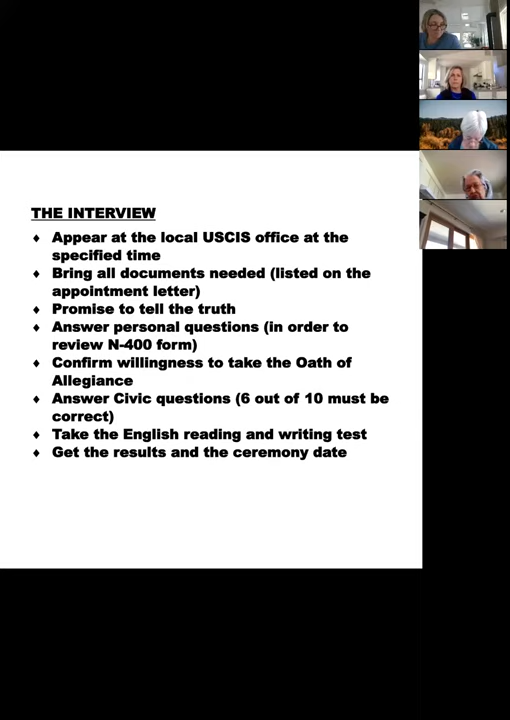 THE INTERVIEW
♦ Appear at the local USCIS office at the
specified time
♦ Bring all documents needed (listed on the
appointment letter)
♦ Promise to tell the truth
♦ Answer personal questions (in order to
review N-400 form)
♦ Confirm willingness to take the Oath of
Allegiance
♦ Answer Civic questions (6 out of 10 must be
correct)
♦ Take the English reading and writing test
♦ Get the results and the ceremony date